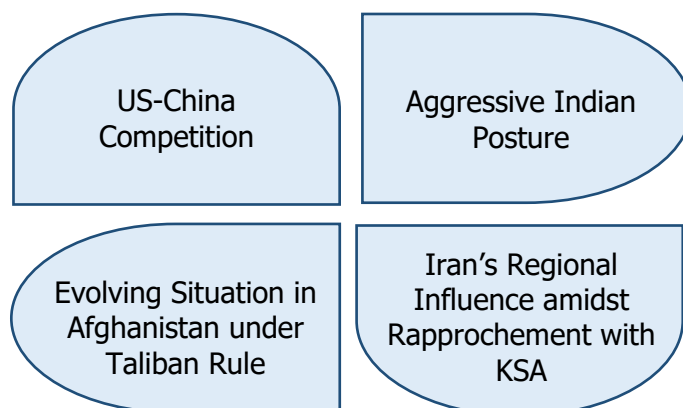 US-China
Competition
Aggressive Indian
Posture
Evolving Situation in
Afghanistan under
Taliban Rule
Iran’s Regional
Influence amidst
Rapprochement with
KSA